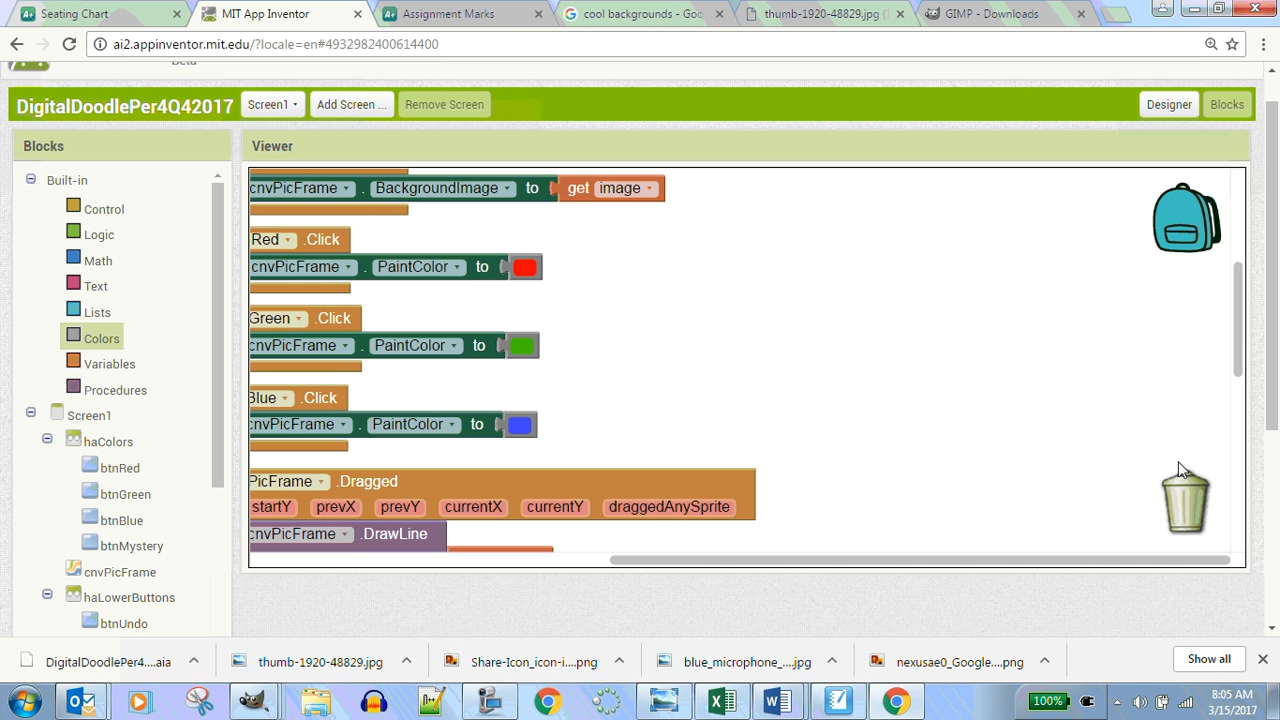 Seating Chart
MIT App Inventor
Assignment Marks
cool backgrounds - Goo
thumb-1920-48829.jpg (1
GIMP - Downloads
ai2.appinventor.mit.edu/?locale=en#4932982400614400
Beta
DigitalDoodlePer4Q42017
Screen1
Add Screen ...
Remove Screen
Designer
Blocks
Blocks
Viewer
Built-in
Control
Logic
Math
Text
Lists
Colors
Variables
Procedures
Screen1
haColors
btnRed
btnGreen
btnBlue
btnMystery
cnvPicFrame
haLowerButtons
btnUndo
cnvPicFrame . BackgroundImage to get image
Red .Click
cnvPicFrame . PaintColor to
Green .Click
cnvPicFrame . PaintColor to
Blue .Click
cnvPicFrame . PaintColor to
PicFrame .Dragged
startY prevX prevY currentX currentY draggedAnySprite
cnvPicFrame .DrawLine
DigitalDoodlePer4....aia
thumb-1920-48829.jpg
Share-Icon_icon-i....png
blue_microphone_....jpg
nexusae0_Google....png
Show all
100%
8:05 AM
3/15/2017